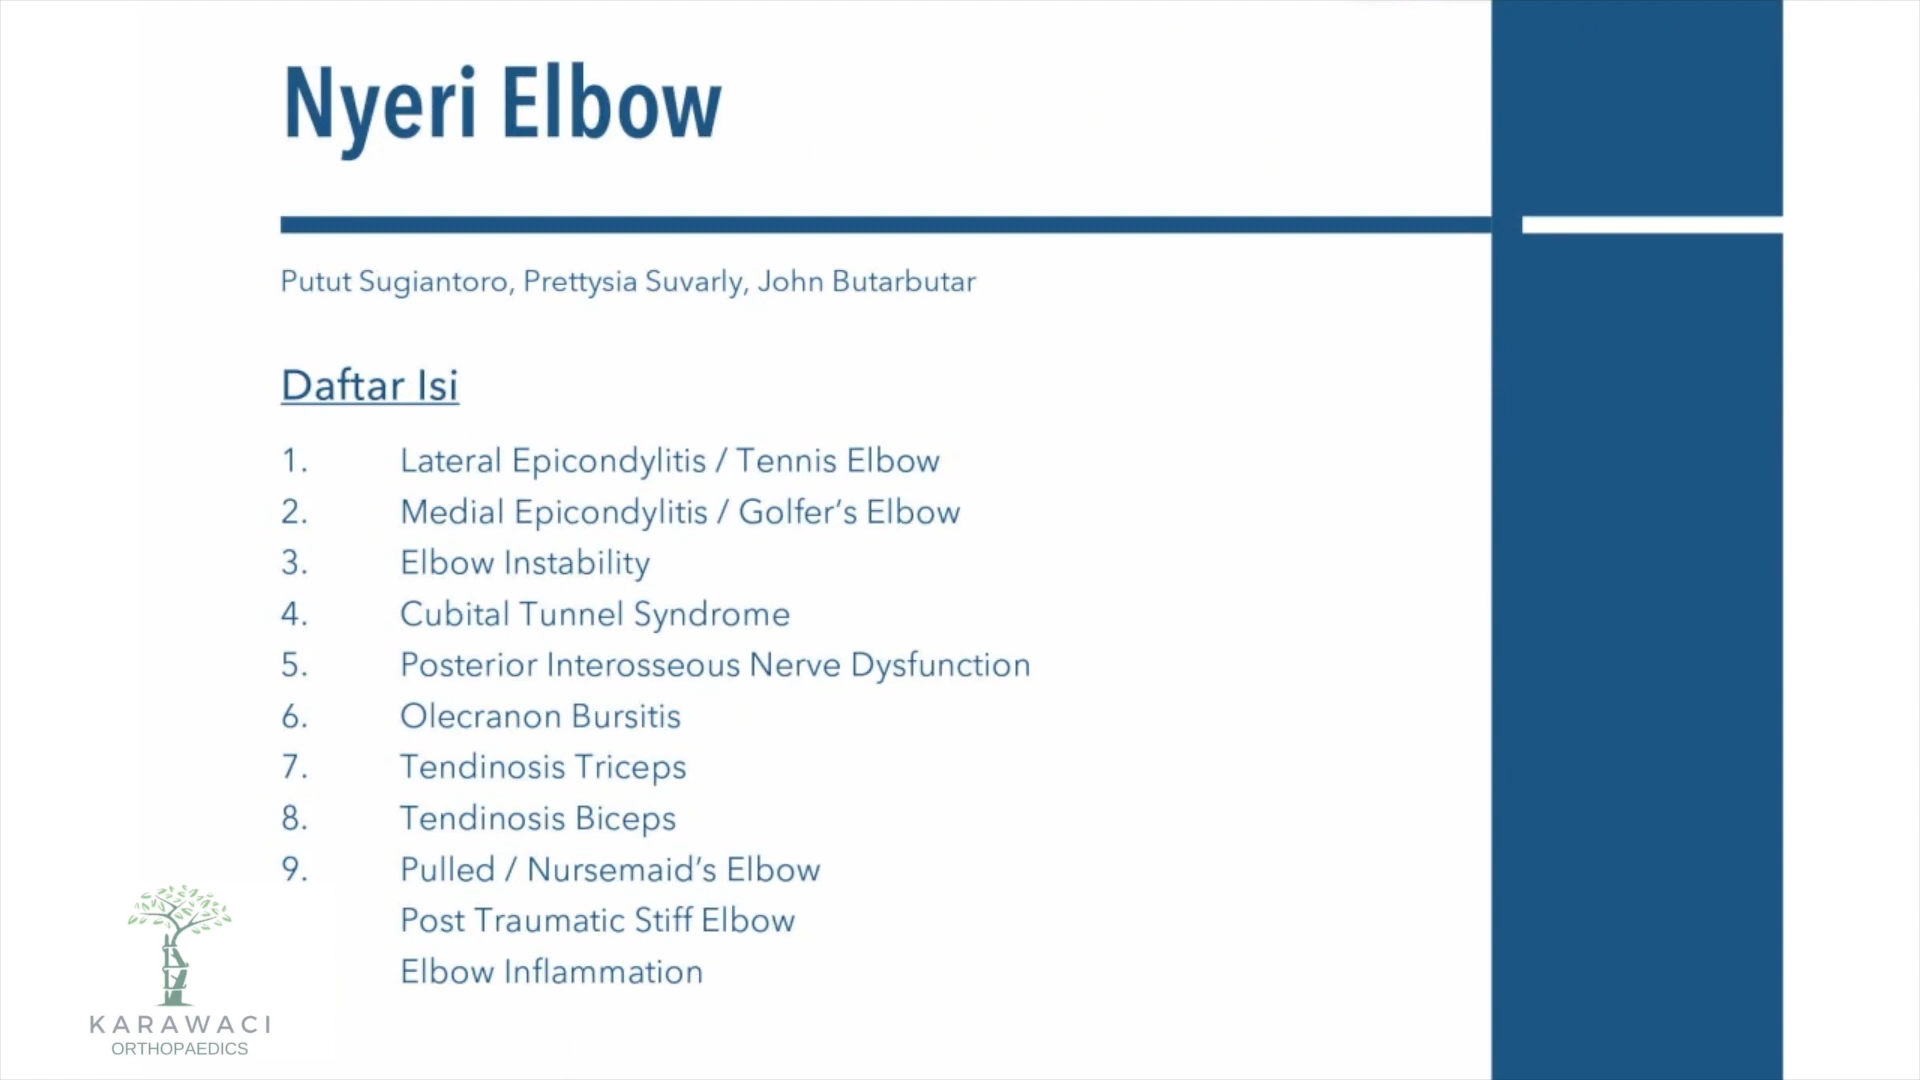 Nyeri Elbow
Putut Sugiantoro, Prettysia Suvarly, John Butarbutar
Daftar Isi
1. Lateral Epicondylitis / Tennis Elbow
2. Medial Epicondylitis / Golfer’s Elbow
3. Elbow Instability
4. Cubital Tunnel Syndrome
5. Posterior Interosseous Nerve Dysfunction
6. Olecranon Bursitis
7. Tendinosis Triceps
8. Tendinosis Biceps
9. Pulled / Nursemaid’s Elbow
Post Traumatic Stiff Elbow
Elbow Inflammation
KARAWACI
ORTHOPAEDICS